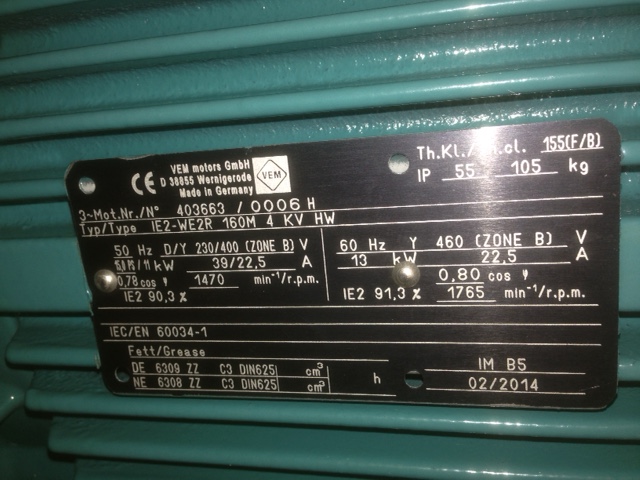 VEM motors GmbH
D 38855 Wernigerode
Made in Germany
CE
VEM
Th.Kl./ cl. 155(F/B)
IP 55 105 kg
3~Mot.Nr./N° 403663 / 0006 H
Typ/Type IE2-WE2R 160M 4 KV HW
50 Hz D/Y 230/400 (ZONE B) V
/11 kW 39/22,5 A
0,78 cos φ 1470 min⁻¹/r.p.m.
IE2 90,3 %
60 Hz Y 460 (ZONE B) V
13 kW 22,5 A
0,80 cos φ
IE2 91,3 % 1765 min⁻¹/r.p.m.
IEC/EN 60034-1
Fett/Grease
DE 6309 ZZ C3 DIN625 cm³
NE 6308 ZZ C3 DIN625 cm³
h
IM B5
02/2014